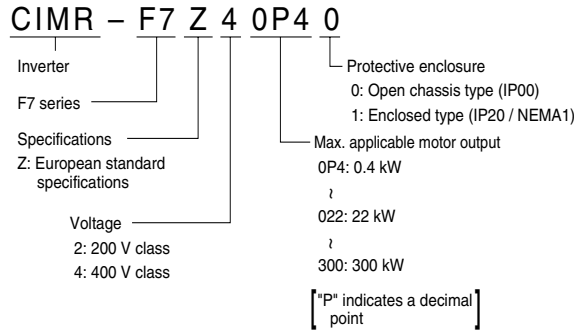 CIMR – F7 Z 4 0P4 0
Inverter
F7 series
Specifications
Z: European standard
specifications
Voltage
2: 200 V class
4: 400 V class
Protective enclosure
0: Open chassis type (IP00)
1: Enclosed type (IP20 / NEMA1)
Max. applicable motor output
0P4: 0.4 kW
~
022: 22 kW
~
300: 300 kW
["P" indicates a decimal
point]